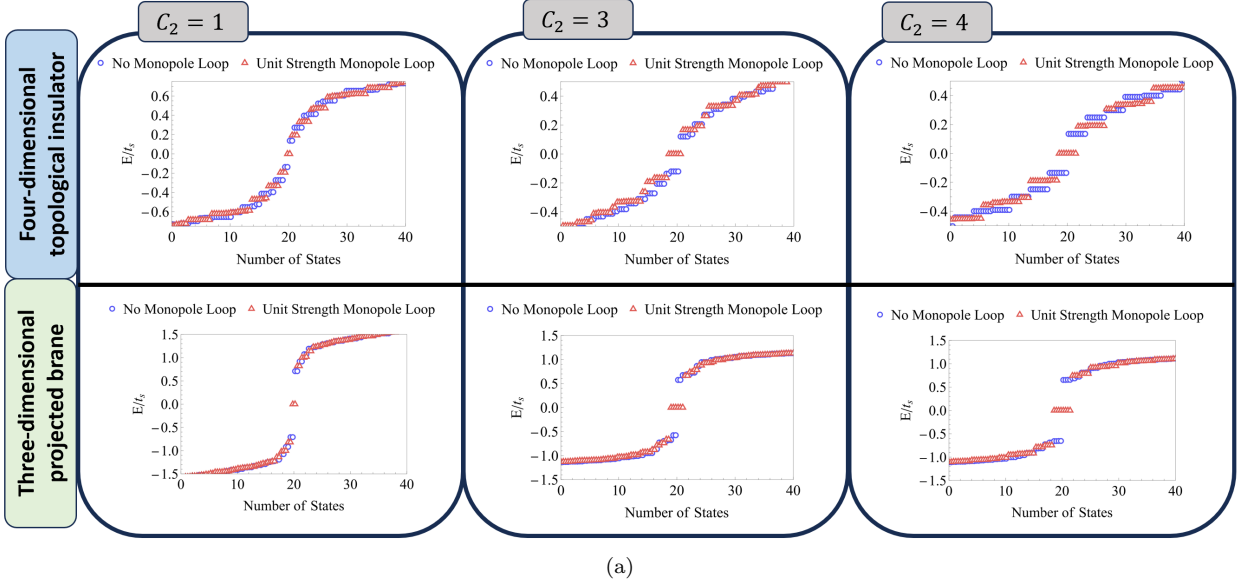 C₂ = 1
C₂ = 3
C₂ = 4
Four-dimensional
topological insulator
No Monopole Loop Unit Strength Monopole Loop
E/tₛ
0.6
0.4
0.2
0.0
−0.2
−0.4
−0.6
0 10 20 30 40
Number of States
No Monopole Loop Unit Strength Monopole Loop
E/tₛ
0.4
0.2
0.0
−0.2
−0.4
0 10 20 30 40
Number of States
No Monopole Loop Unit Strength Monopole Loop
E/tₛ
0.4
0.2
0.0
−0.2
−0.4
0 10 20 30 40
Number of States
Three-dimensional
projected brane
No Monopole Loop Unit Strength Monopole Loop
E/tₛ
1.5
1.0
0.5
0.0
−0.5
−1.0
−1.5
0 10 20 30 40
Number of States
No Monopole Loop Unit Strength Monopole Loop
E/tₛ
1.5
1.0
0.5
0.0
−0.5
−1.0
−1.5
0 10 20 30 40
Number of States
No Monopole Loop Unit Strength Monopole Loop
E/tₛ
1.5
1.0
0.5
0.0
−0.5
−1.0
−1.5
0 10 20 30 40
Number of States
(a)